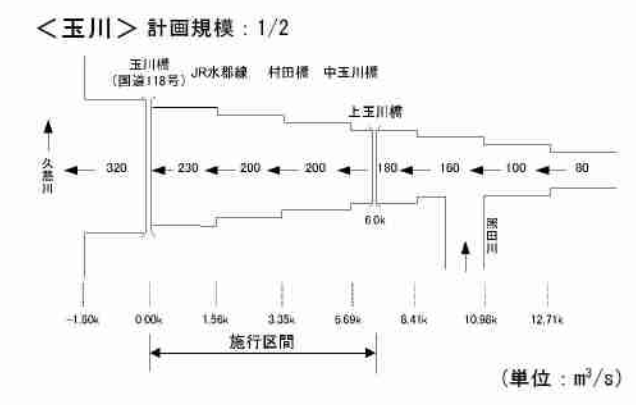 <玉川> 計画規模：1/2
玉川橋
(国道118号)
JR水郡線
村田橋
中玉川橋
上玉川橋
久慈川
320
230
200
200
180
160
100
80
6.0k
照田川
-1.60k
0.00k
1.56k
3.35k
6.69k
8.41k
10.98k
12.71k
施行区間
(単位：m³/s)